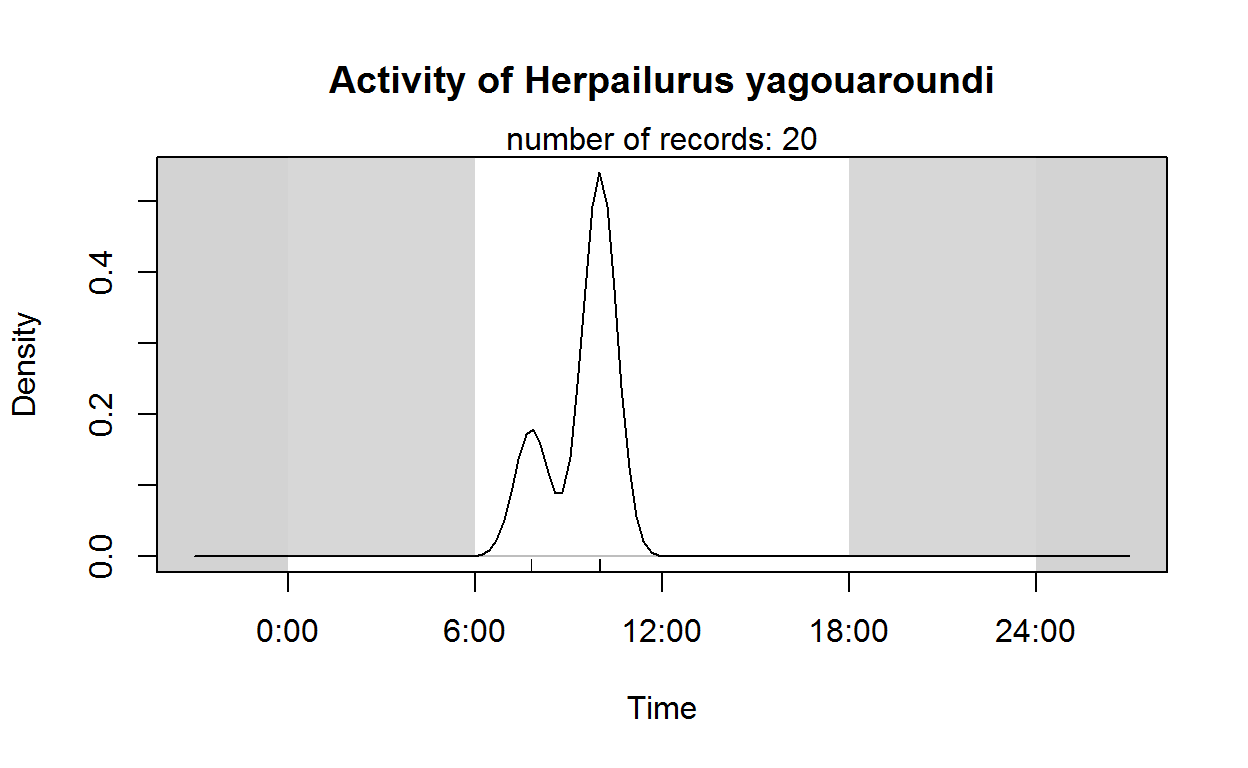 Activity of Herpailurus yagouaroundi
number of records: 20
Density
0.4
0.2
0.0
0:00 6:00 12:00 18:00 24:00
Time